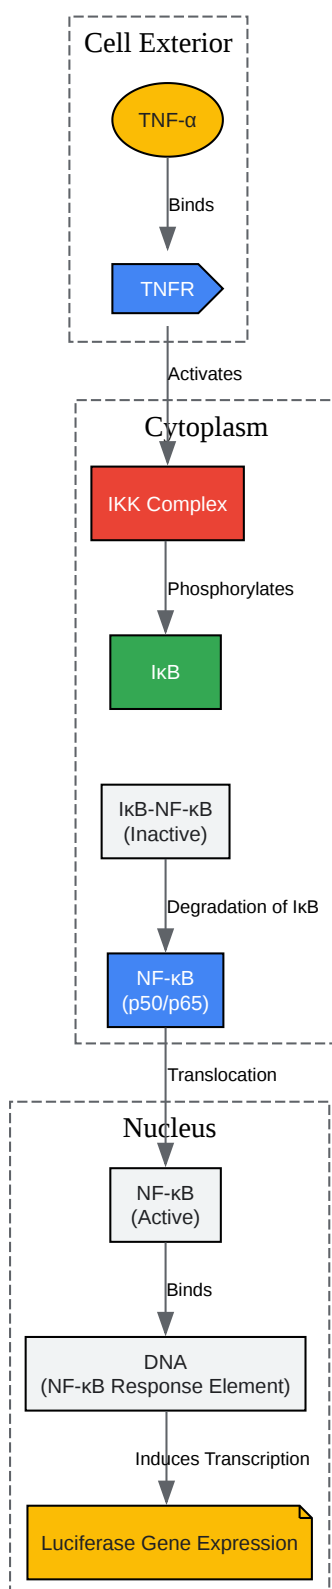 Cell Exterior
TNF-α
Binds
TNFR
Activates
Cytoplasm
IKK Complex
Phosphorylates
IκB
IκB-NF-κB
(Inactive)
Degradation of IκB
NF-κB
(p50/p65)
Translocation
Nucleus
NF-κB
(Active)
Binds
DNA
(NF-κB Response Element)
Induces Transcription
Luciferase Gene Expression